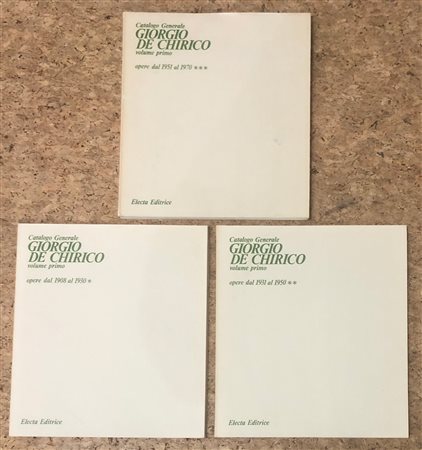 Catalogo Generale
GIORGIO
DE CHIRICO
volume primo
opere dal 1951 al 1970 ***
Electa Editrice
Catalogo Generale
GIORGIO
DE CHIRICO
volume primo
opere dal 1908 al 1930 *
Electa Editrice
Catalogo Generale
GIORGIO
DE CHIRICO
volume primo
opere dal 1931 al 1950 **
Electa Editrice